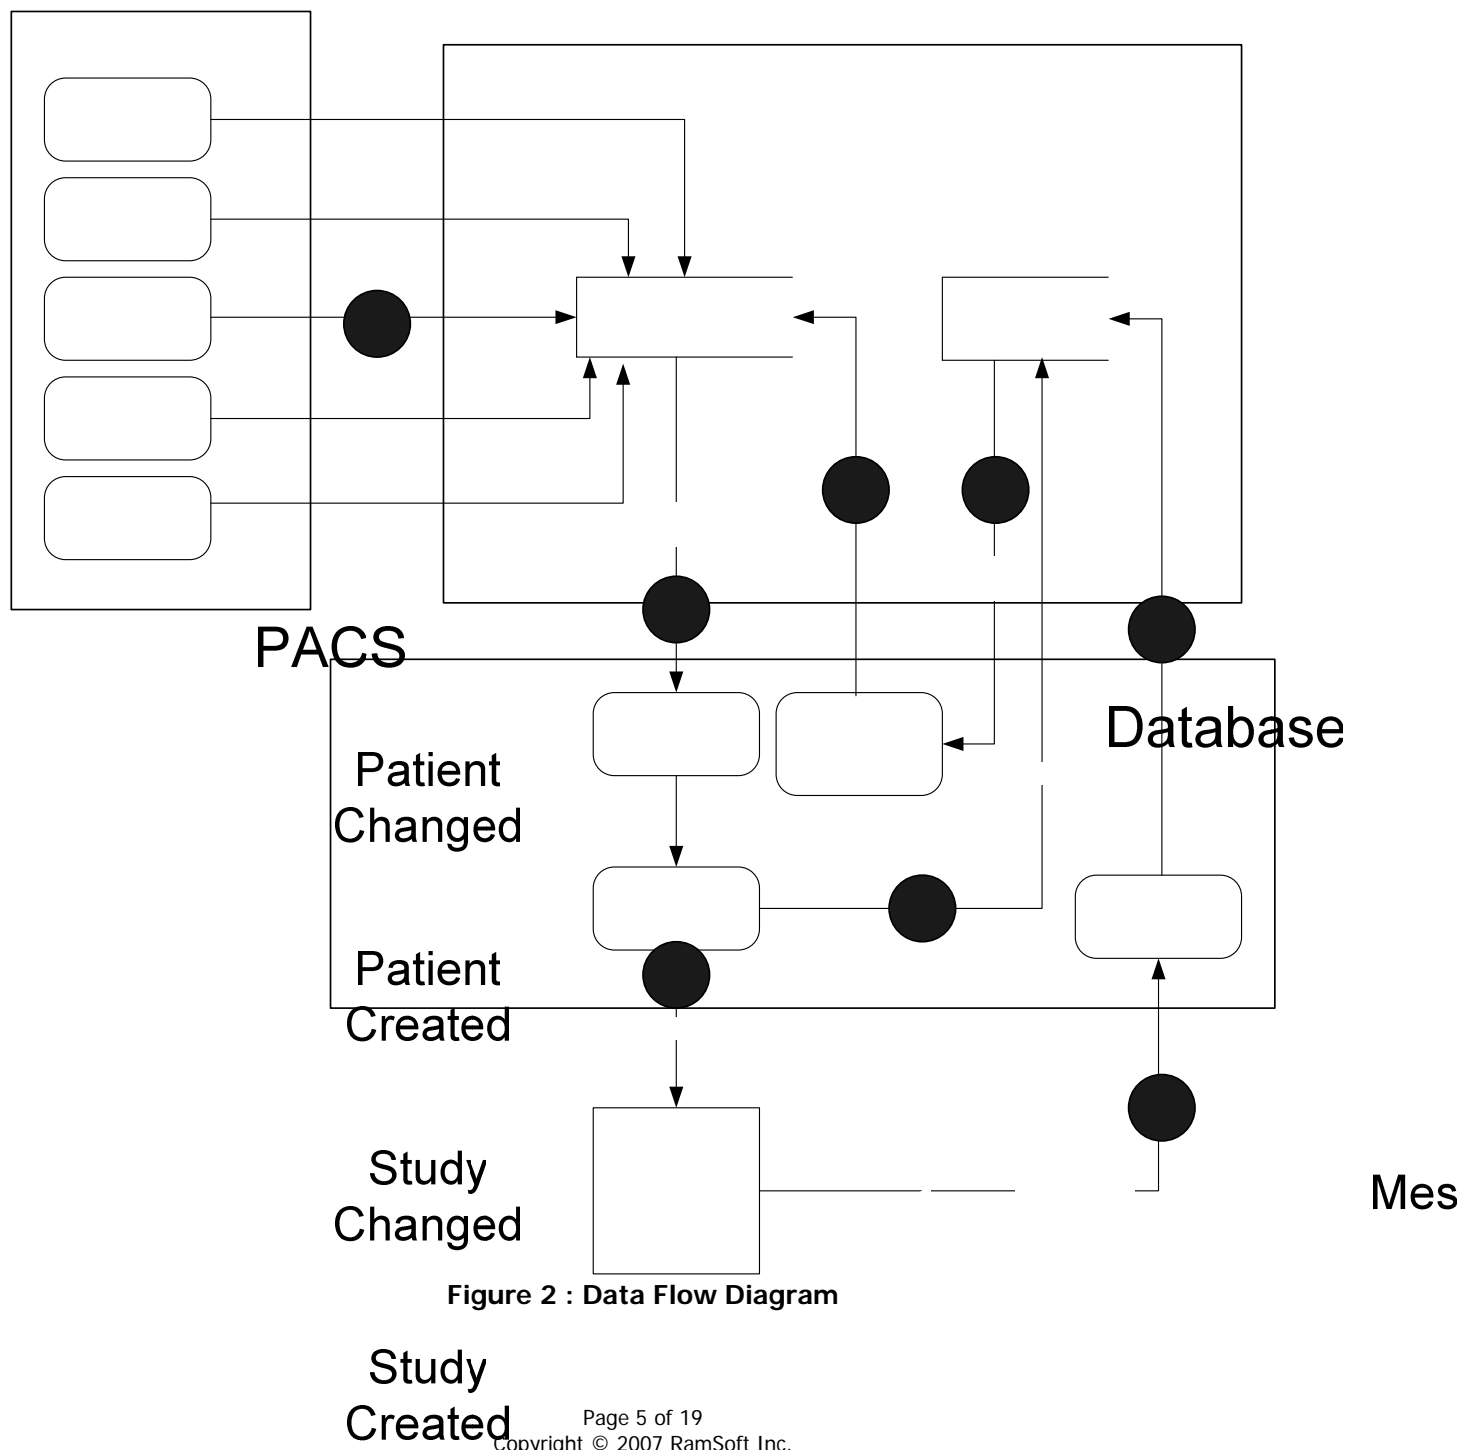 PACS
Database
Patient
Changed
Patient
Created
Study
Changed
Mes
Figure 2 : Data Flow Diagram
Study
Created
Page 5 of 19
Copyright © 2007 RamSoft Inc.